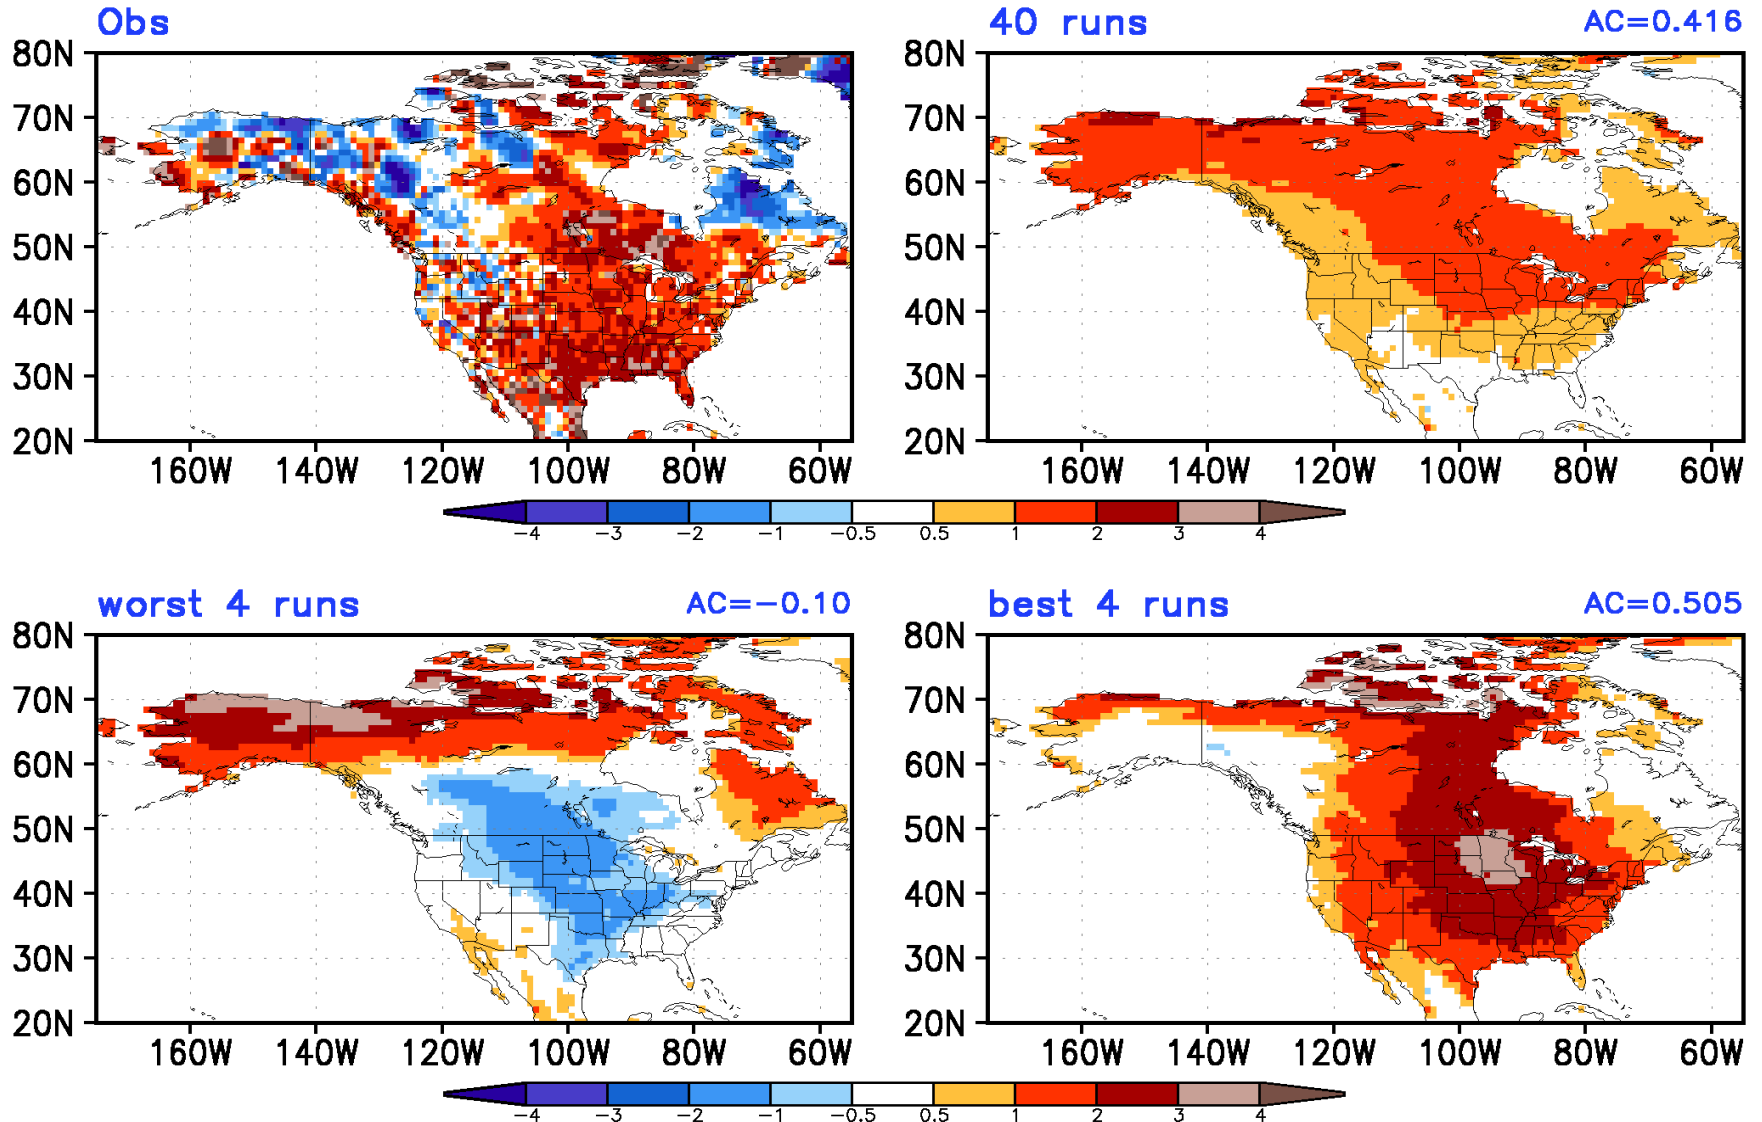 Obs
40 runs AC=0.416
80N 80N
70N 70N
60N 60N
50N 50N
40N 40N
30N 30N
20N 20N
160W 140W 120W 100W 80W 60W 160W 140W 120W 100W 80W 60W
-4 -3 -2 -1 -0.5 0.5 1 2 3 4
worst 4 runs AC=-0.10
best 4 runs AC=0.505
80N 80N
70N 70N
60N 60N
50N 50N
40N 40N
30N 30N
20N 20N
160W 140W 120W 100W 80W 60W 160W 140W 120W 100W 80W 60W
-4 -3 -2 -1 -0.5 0.5 1 2 3 4